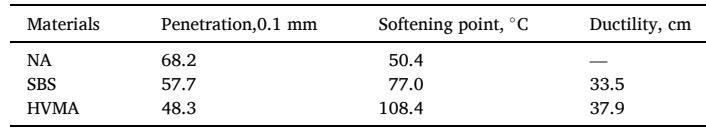 Materials Penetration,0.1 mm Softening point, °C Ductility, cm
NA 68.2 50.4 —
SBS 57.7 77.0 33.5
HVMA 48.3 108.4 37.9